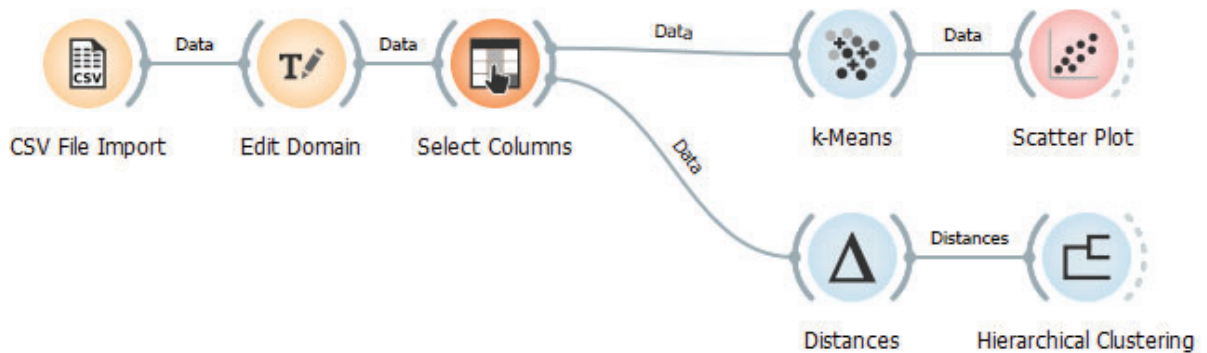 Data
Data
Data
Data
CSV
T
CSV File Import
Edit Domain
Select Columns
k-Means
Scatter Plot
Data
Distances
Δ
Distances
Hierarchical Clustering